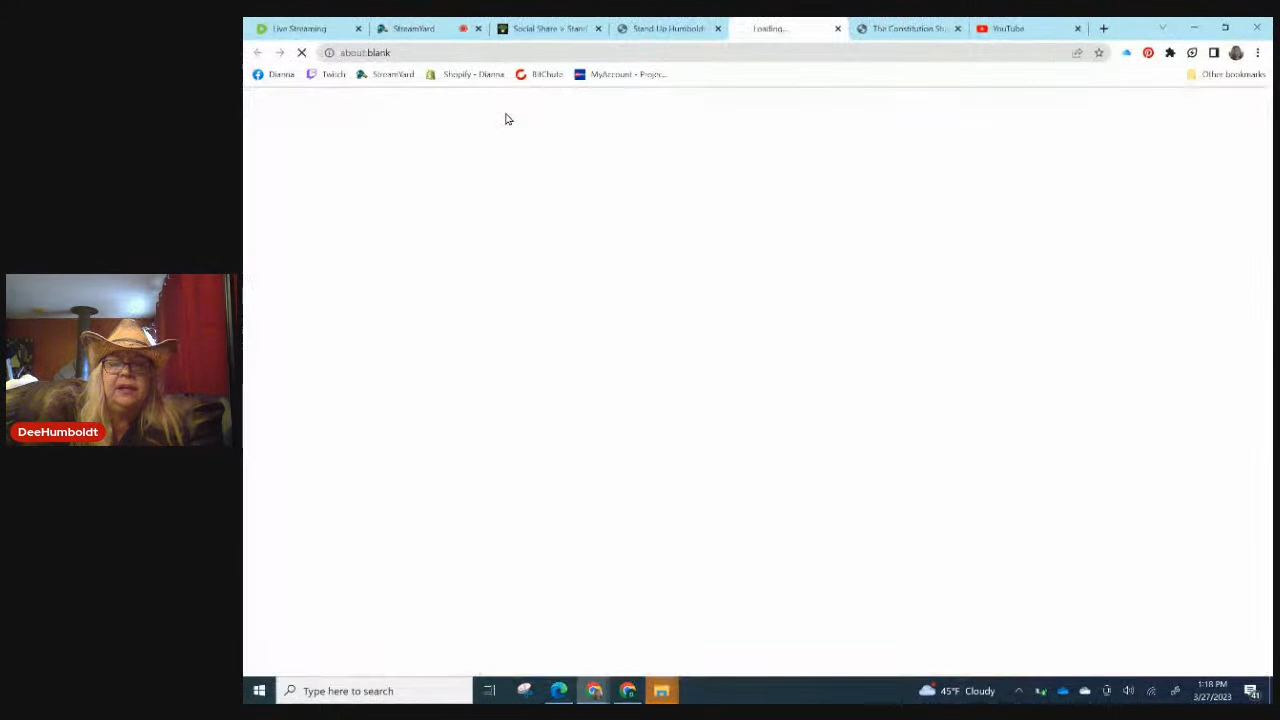 Live Streaming StreamYard Social Share > Stand Stand Up Humboldt Loading... The Constitution Stu YouTube
about:blank
Dianna Twitch StreamYard Shopify - Dianna BitChute MyAccount - Projec... Other bookmarks
DeeHumboldt
Type here to search 45°F Cloudy 1:18 PM
3/27/2023 41